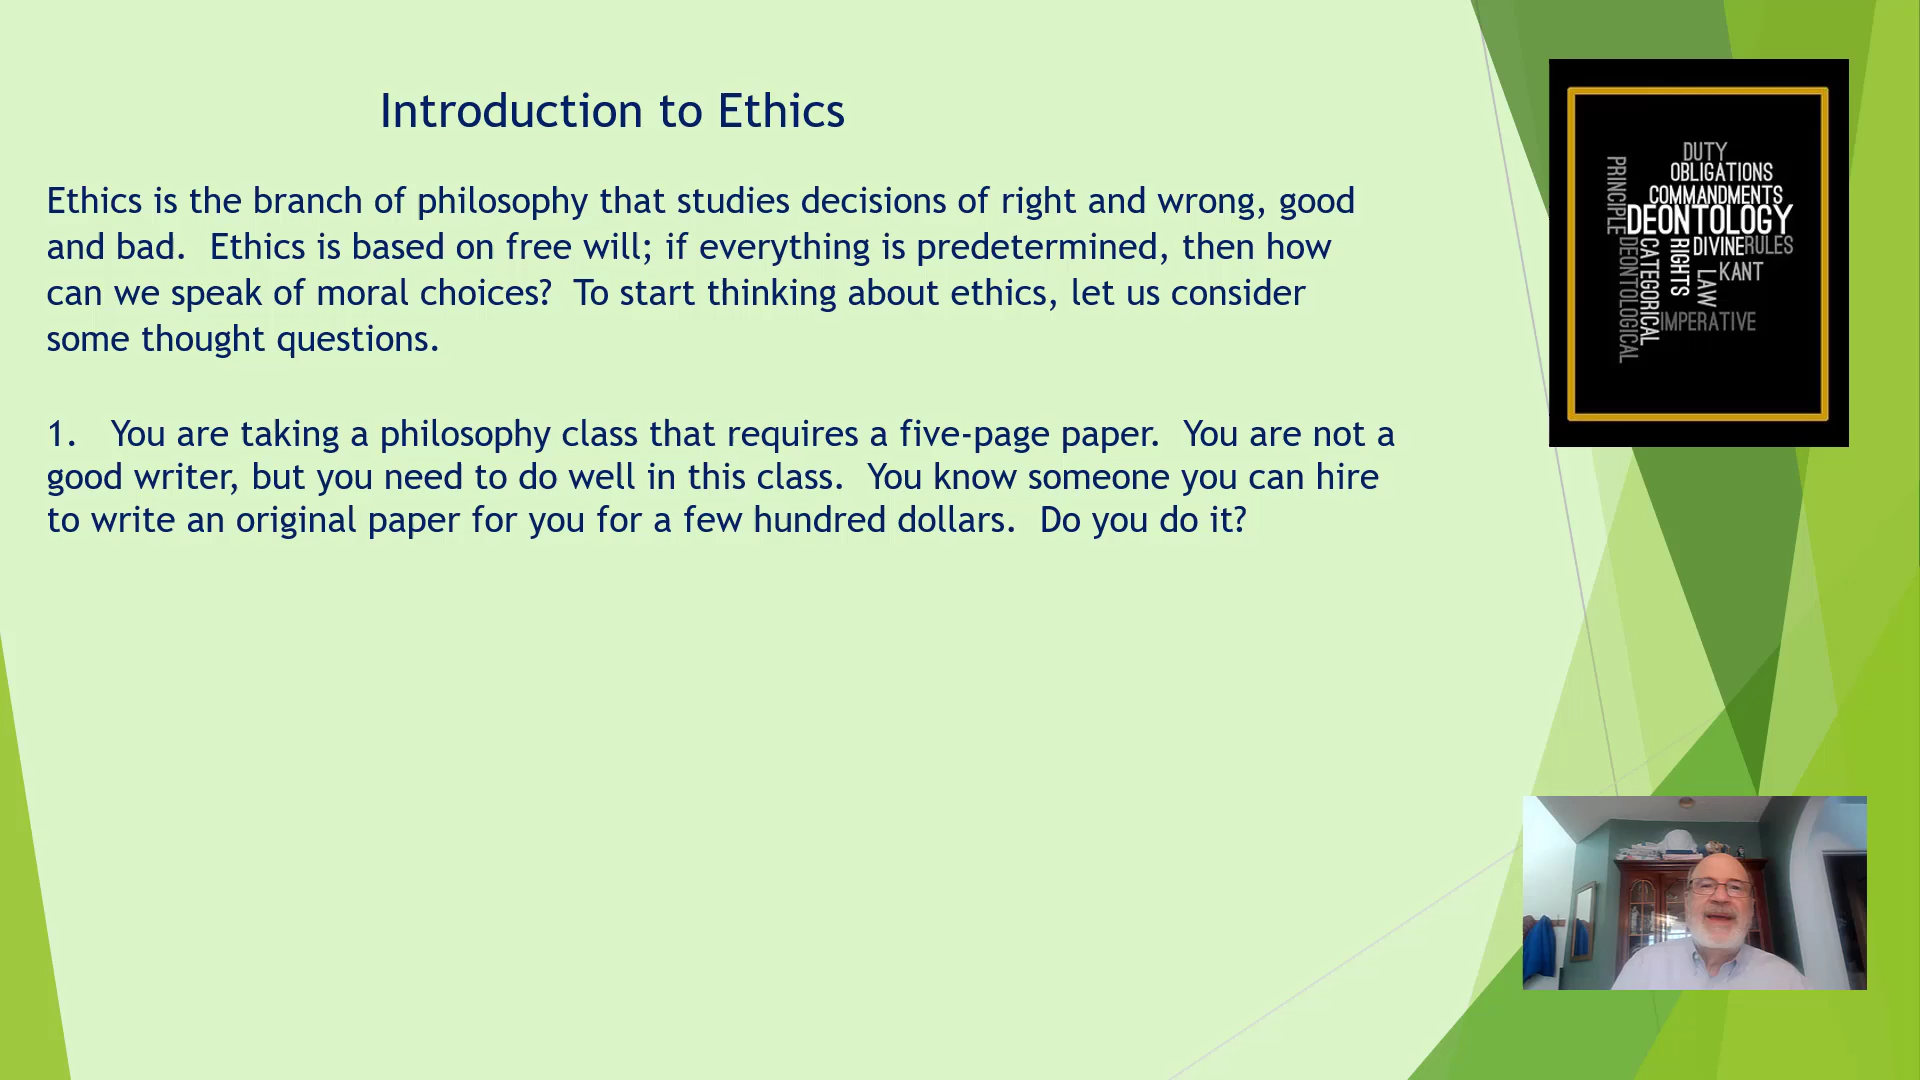 Introduction to Ethics
Ethics is the branch of philosophy that studies decisions of right and wrong, good
and bad.  Ethics is based on free will; if everything is predetermined, then how
can we speak of moral choices?  To start thinking about ethics, let us consider
some thought questions.
1.   You are taking a philosophy class that requires a five-page paper.  You are not a
good writer, but you need to do well in this class.  You know someone you can hire
to write an original paper for you for a few hundred dollars.  Do you do it?
DUTY
OBLIGATIONS
COMMANDMENTS
PRINCIPLE
DEONTOLOGY
DEONTOLOGICAL
CATEGORICAL
RIGHTS
DIVINE RULES
LAW
KANT
IMPERATIVE